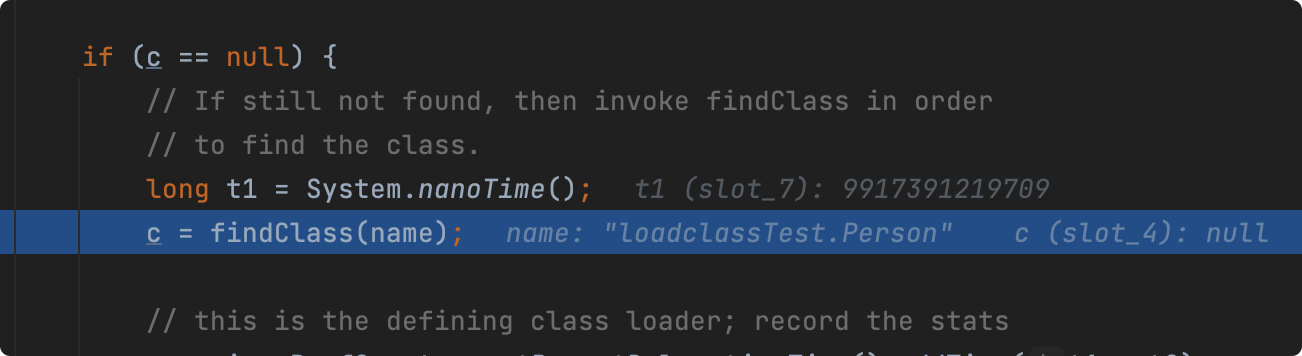 if (c == null) {
// If still not found, then invoke findClass in order
// to find the class.
long t1 = System.nanoTime(); t1 (slot_7): 9917391219709
c = findClass(name); name: "loadclassTest.Person" c (slot_4): null
// this is the defining class loader; record the stats